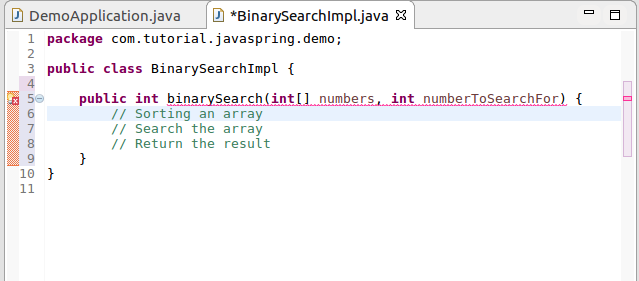 DemoApplication.java *BinarySearchImpl.java
1 package com.tutorial.javaspring.demo;
2
3 public class BinarySearchImpl {
4
5 public int binarySearch(int[] numbers, int numberToSearchFor) {
6 // Sorting an array
7 // Search the array
8 // Return the result
9 }
10 }
11